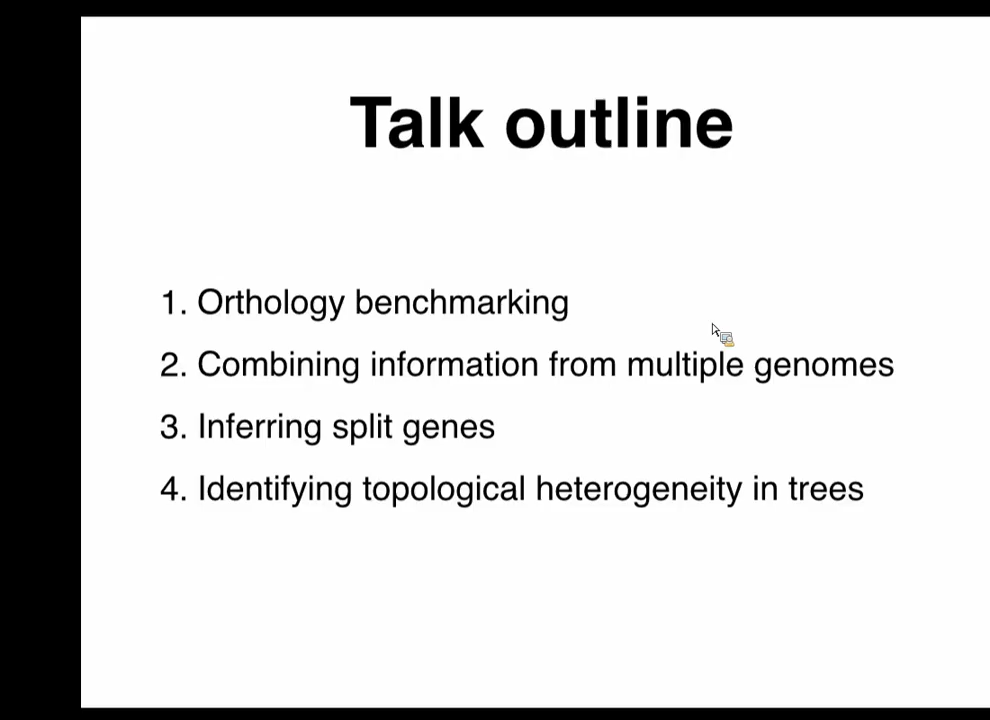 Talk outline
1. Orthology benchmarking
2. Combining information from multiple genomes
3. Inferring split genes
4. Identifying topological heterogeneity in trees